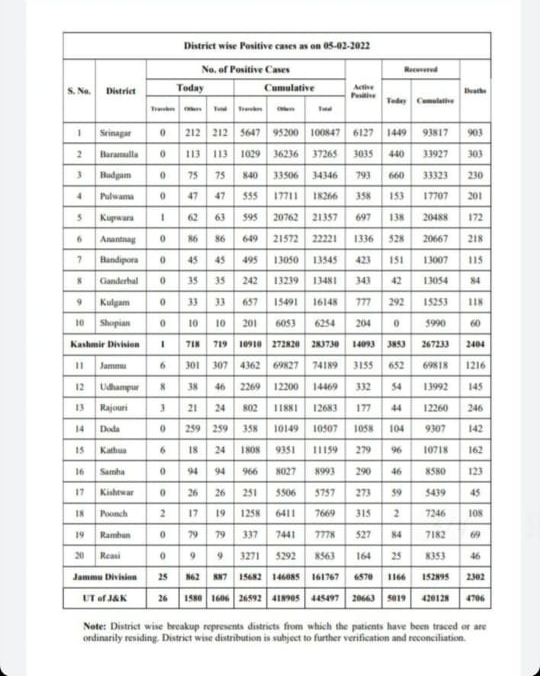 District wise Positive cases as on 05-02-2022
S. No. District No. of Positive Cases Active Positive Recovered Deaths
Today Cumulative Today Cumulative
Travelers Others Total Travelers Others Total
1 Srinagar 0 212 212 5647 95200 100847 6127 1449 93817 903
2 Baramulla 0 113 113 1029 36236 37265 3035 440 33927 303
3 Budgam 0 75 75 840 33506 34346 793 660 33323 230
4 Pulwama 0 47 47 555 17711 18266 358 153 17707 201
5 Kupwara 1 62 63 595 20762 21357 697 138 20488 172
6 Anantnag 0 86 86 649 21572 22221 1336 528 20667 218
7 Bandipora 0 45 45 495 13050 13545 423 151 13007 115
8 Ganderbal 0 35 35 242 13239 13481 343 42 13054 84
9 Kulgam 0 33 33 657 15491 16148 777 292 15253 118
10 Shopian 0 10 10 201 6053 6254 204 0 5990 60
Kashmir Division 1 718 719 10910 272820 283730 14093 3853 267233 2404
11 Jammu 6 301 307 4362 69827 74189 3155 652 69818 1216
12 Udhampur 8 38 46 2269 12200 14469 332 54 13992 145
13 Rajouri 3 21 24 802 11881 12683 177 44 12260 246
14 Doda 0 259 259 358 10149 10507 1058 104 9307 142
15 Kathua 6 18 24 1808 9351 11159 279 96 10718 162
16 Samba 0 94 94 966 8027 8993 290 46 8580 123
17 Kishtwar 0 26 26 251 5506 5757 273 59 5439 45
18 Poonch 2 17 19 1258 6411 7669 315 2 7246 108
19 Ramban 0 79 79 337 7441 7778 527 84 7182 69
20 Reasi 0 9 9 3271 5292 8563 164 25 8353 46
Jammu Division 25 862 887 15682 146085 161767 6570 1166 152895 2302
UT of J&K 26 1580 1606 26592 418905 445497 20663 5019 420128 4706
Note: District wise breakup represents districts from which the patients have been traced or are
ordinarily residing. District wise distribution is subject to further verification and reconciliation.